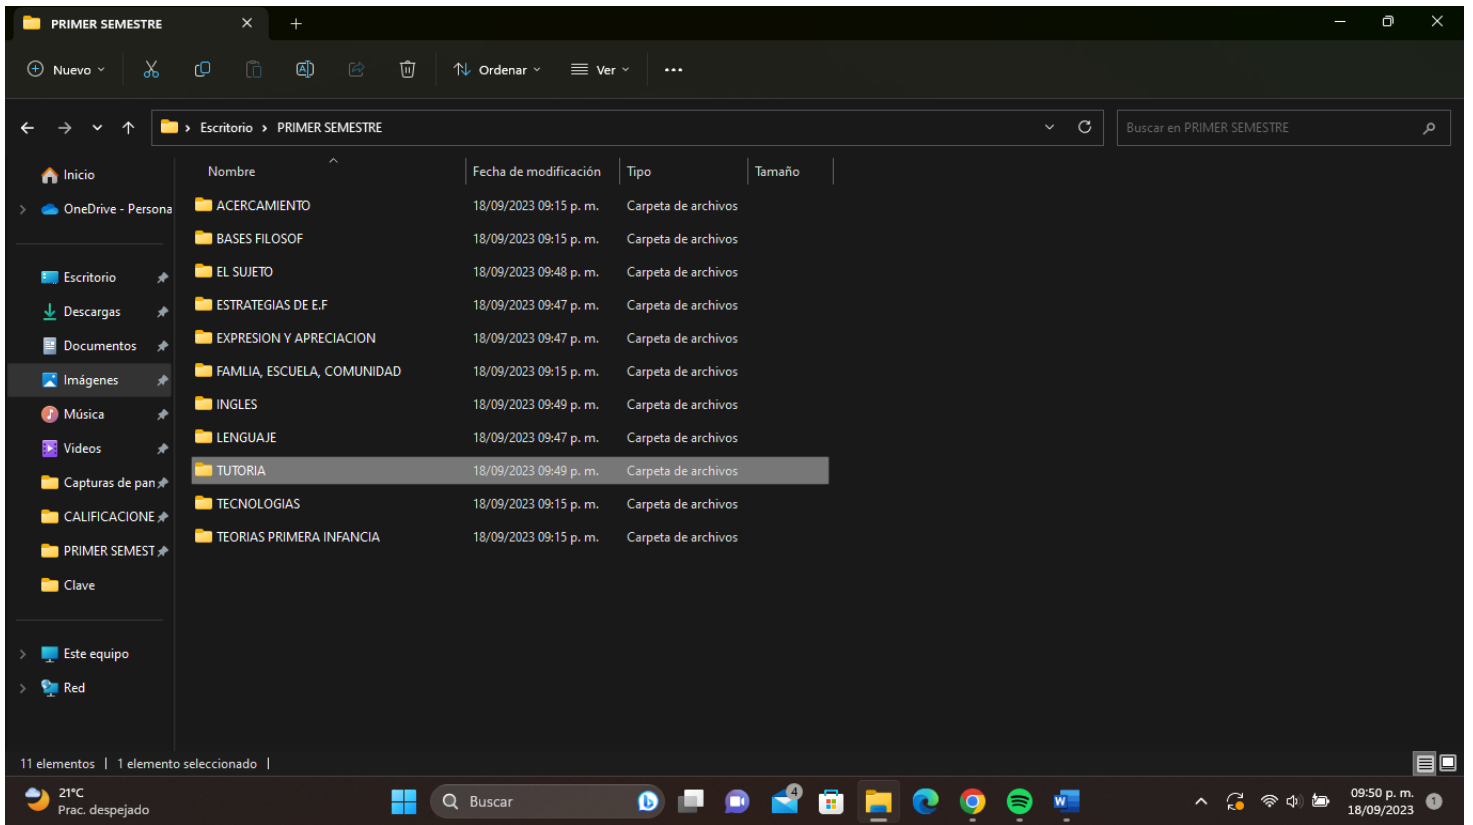 PRIMER SEMESTRE
Nuevo
Ordenar
Ver
Escritorio > PRIMER SEMESTRE
Buscar en PRIMER SEMESTRE
Nombre Fecha de modificación Tipo Tamaño
Inicio
OneDrive - Persona
Escritorio
Descargas
Documentos
Imágenes
Música
Videos
Capturas de pan
CALIFICACIONE
PRIMER SEMEST
Clave
Este equipo
Red
ACERCAMIENTO 18/09/2023 09:15 p. m. Carpeta de archivos
BASES FILOSOF 18/09/2023 09:15 p. m. Carpeta de archivos
EL SUJETO 18/09/2023 09:48 p. m. Carpeta de archivos
ESTRATEGIAS DE E.F 18/09/2023 09:47 p. m. Carpeta de archivos
EXPRESION Y APRECIACION 18/09/2023 09:47 p. m. Carpeta de archivos
FAMLIA, ESCUELA, COMUNIDAD 18/09/2023 09:15 p. m. Carpeta de archivos
INGLES 18/09/2023 09:49 p. m. Carpeta de archivos
LENGUAJE 18/09/2023 09:47 p. m. Carpeta de archivos
TUTORIA 18/09/2023 09:49 p. m. Carpeta de archivos
TECNOLOGIAS 18/09/2023 09:15 p. m. Carpeta de archivos
TEORIAS PRIMERA INFANCIA 18/09/2023 09:15 p. m. Carpeta de archivos
11 elementos | 1 elemento seleccionado |
21°C
Prac. despejado
Buscar
4
09:50 p. m.
18/09/2023
1